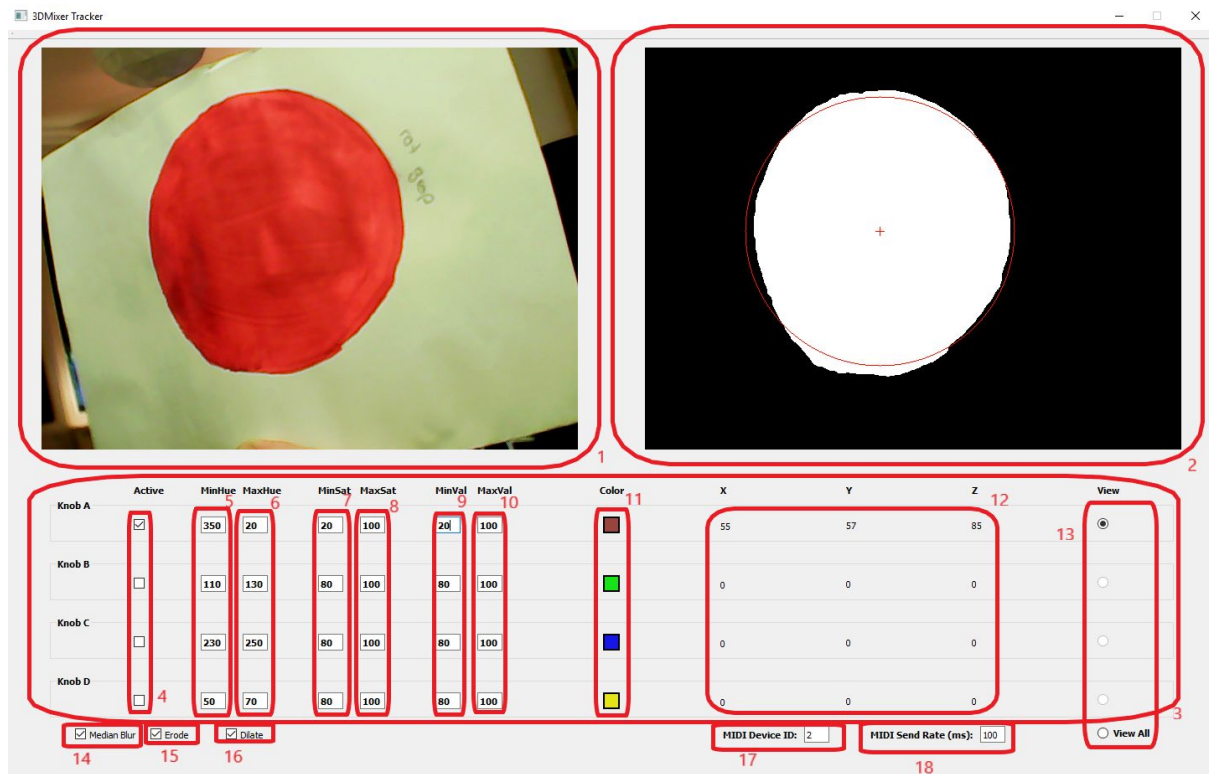 3DMixer Tracker
rot gelb
1
2
Active MinHue MaxHue MinSat MaxSat MinVal MaxVal Color X Y Z View
5 6 7 8 9 10 11 12
Knob A
350 20 20 100 20 100 55 57 85
13
Knob B
110 130 80 100 80 100 0 0 0
Knob C
230 250 80 100 80 100 0 0 0
Knob D
4
50 70 80 100 80 100 0 0 0
3
Median Blur Erode Dilate MIDI Device ID: 2 MIDI Send Rate (ms): 100 View All
14 15 16 17 18